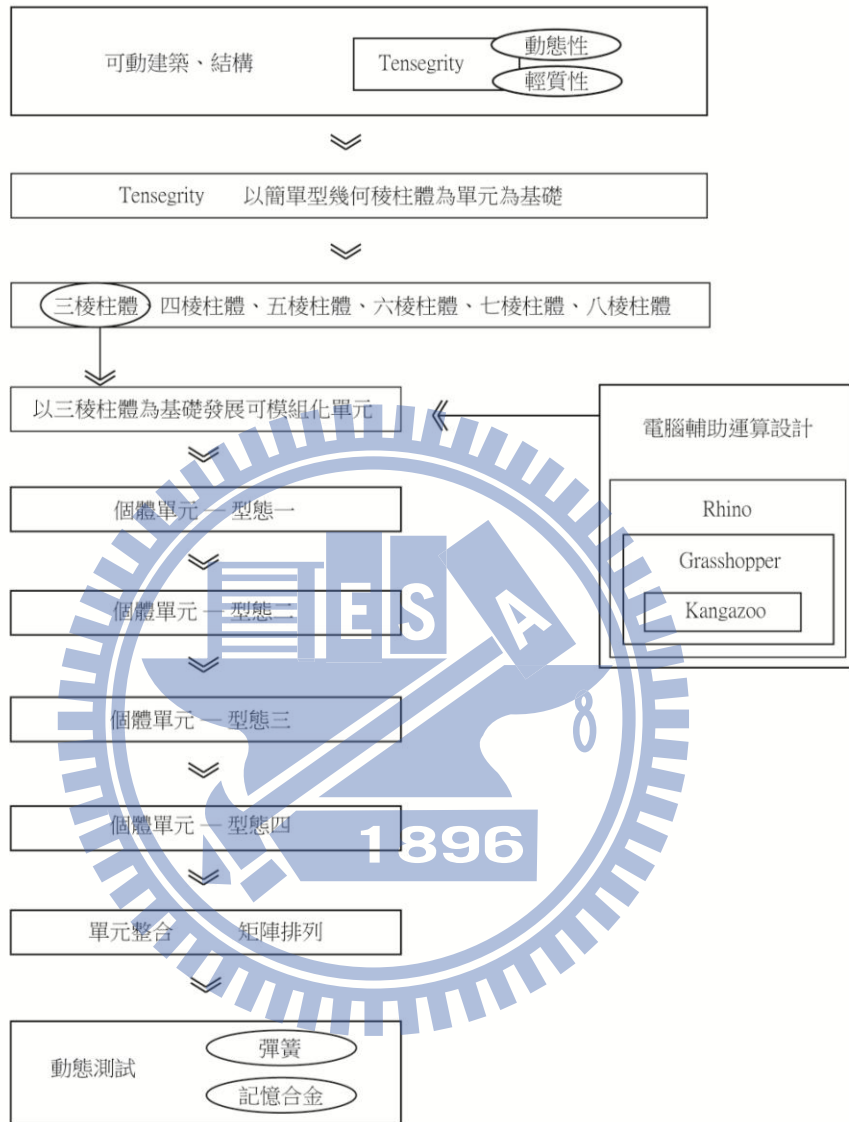 可動建築、結構
Tensegrity
動態性
輕質性
Tensegrity 以簡單型幾何稜柱體為單元為基礎
三稜柱體、四稜柱體、五稜柱體、六稜柱體、七稜柱體、八稜柱體
以三稜柱體為基礎發展可模組化單元
電腦輔助運算設計
Rhino
Grasshopper
Kangazoo
個體單元 — 型態一
個體單元 — 型態二
個體單元 — 型態三
個體單元 — 型態四
單元整合 矩陣排列
動態測試
彈簧
記憶合金
E S A
8
1896